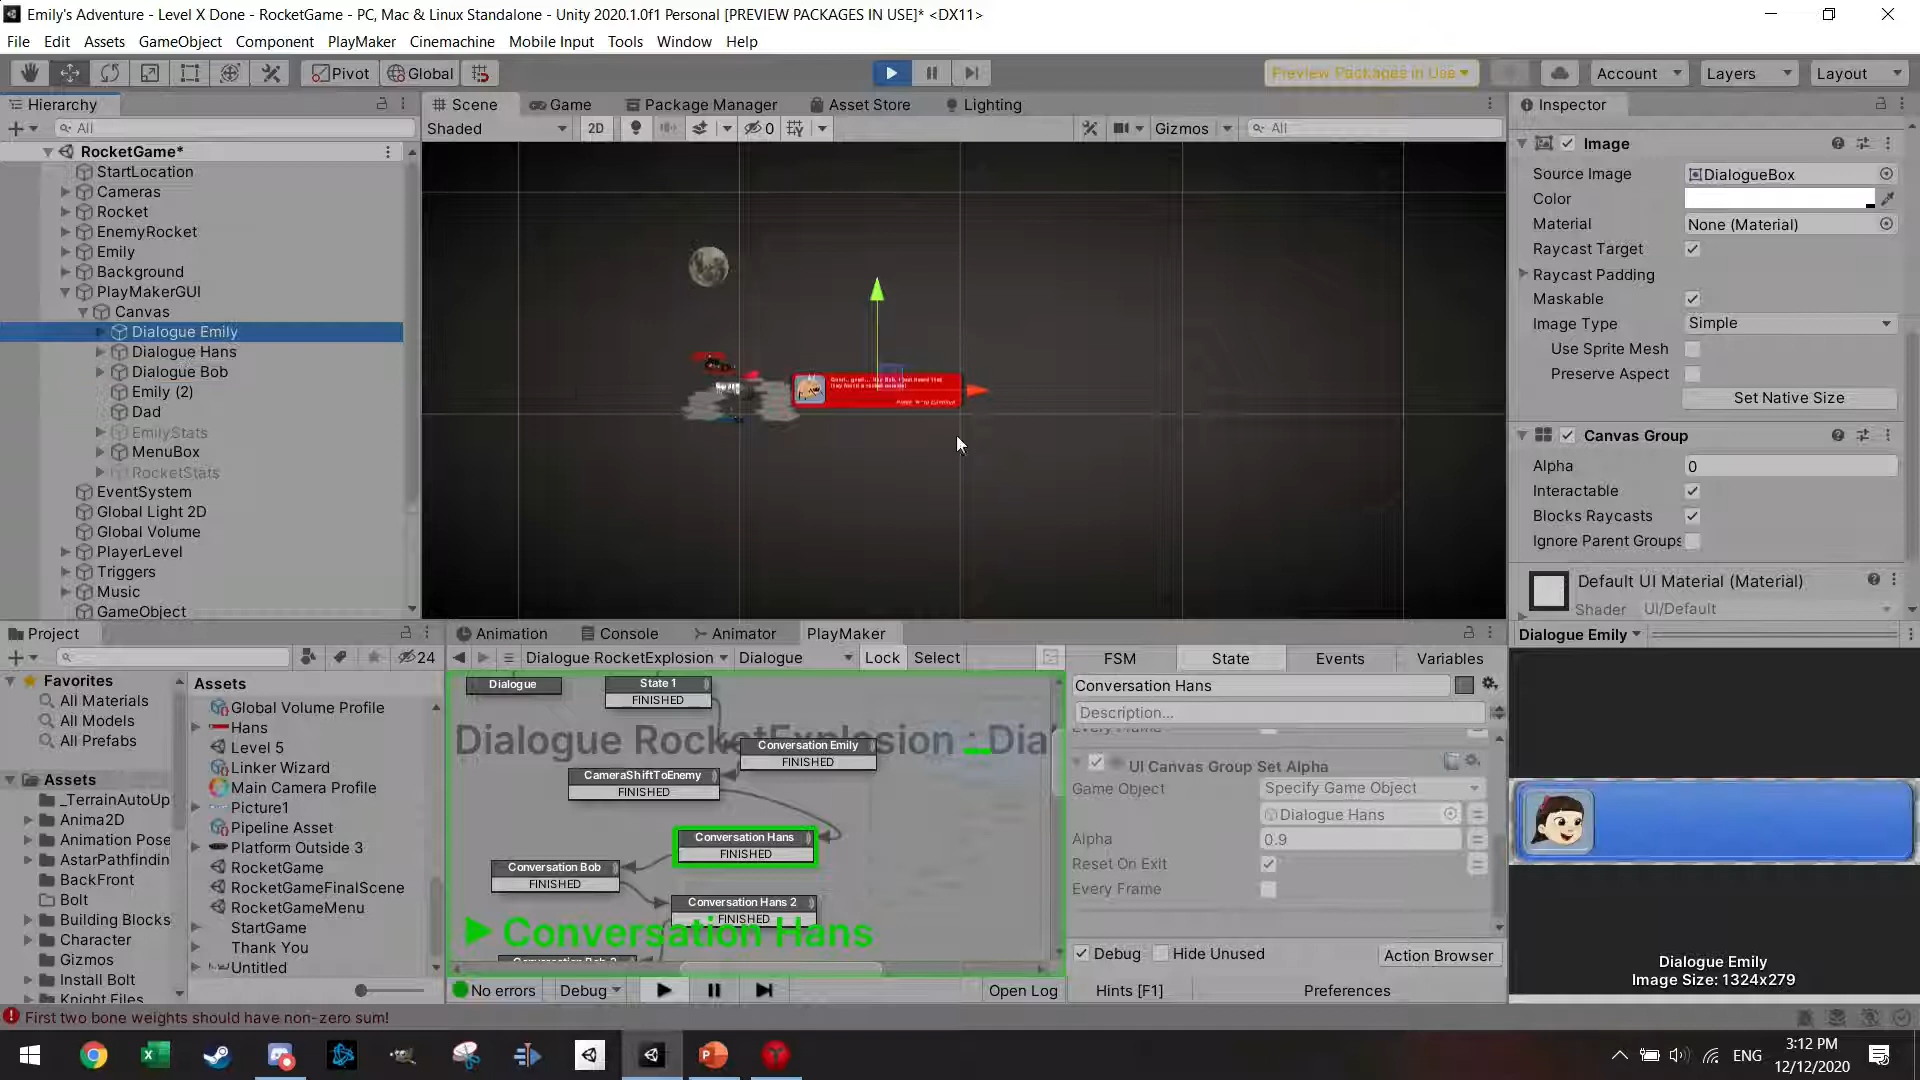 Emily's Adventure - Level X Done - RocketGame - PC, Mac & Linux Standalone - Unity 2020.1.0f1 Personal [PREVIEW PACKAGES IN USE]* <DX11>
File Edit Assets GameObject Component PlayMaker Cinemachine Mobile Input Tools Window Help
Pivot Global Preview Packages in Use Account Layers Layout
Hierarchy Scene Game Package Manager Asset Store Lighting Inspector
All Shaded 2D 0 Gizmos All
RocketGame*
StartLocation
Cameras
Rocket
EnemyRocket
Emily
Background
PlayMakerGUI
Canvas
Dialogue Emily
Dialogue Hans
Dialogue Bob
Emily (2)
Dad
EmilyStats
MenuBox
RocketStats
EventSystem
Global Light 2D
Global Volume
PlayerLevel
Triggers
Music
GameObject
Image
Source Image DialogueBox
Color
Material None (Material)
Raycast Target
Raycast Padding
Maskable
Image Type Simple
Use Sprite Mesh
Preserve Aspect
Set Native Size
Canvas Group
Alpha 0
Interactable
Blocks Raycasts
Ignore Parent Groups
Default UI Material (Material)
Shader UI/Default
Project
24
Favorites
All Materials
All Models
All Prefabs
Assets
_TerrainAutoUp
Anima2D
Animation Pose
AstarPathfindin
BackFront
Bolt
Building Blocks
Character
Gizmos
Install Bolt
Knight Files
Assets
Global Volume Profile
Hans
Level 5
Linker Wizard
Main Camera Profile
Picture1
Pipeline Asset
Platform Outside 3
RocketGame
RocketGameFinalScene
RocketGameMenu
StartGame
Thank You
Untitled
Animation Console Animator PlayMaker
Dialogue RocketExplosion Dialogue Lock Select
Dialogue RocketExplosion : Dia
Dialogue
State 1
FINISHED
Conversation Emily
FINISHED
CameraShiftToEnemy
FINISHED
Conversation Hans
FINISHED
Conversation Bob
FINISHED
Conversation Hans 2
FINISHED
Conversation Bob 2
Conversation Hans
No errors Debug Open Log
FSM State Events Variables
Conversation Hans
Description...
Every Frame
UI Canvas Group Set Alpha
Game Object Specify Game Object
Dialogue Hans
Alpha 0.9
Reset On Exit
Every Frame
Debug Hide Unused Action Browser
Hints [F1] Preferences
Dialogue Emily
Dialogue Emily
Image Size: 1324x279
First two bone weights should have non-zero sum!
ENG
3:12 PM
12/12/2020